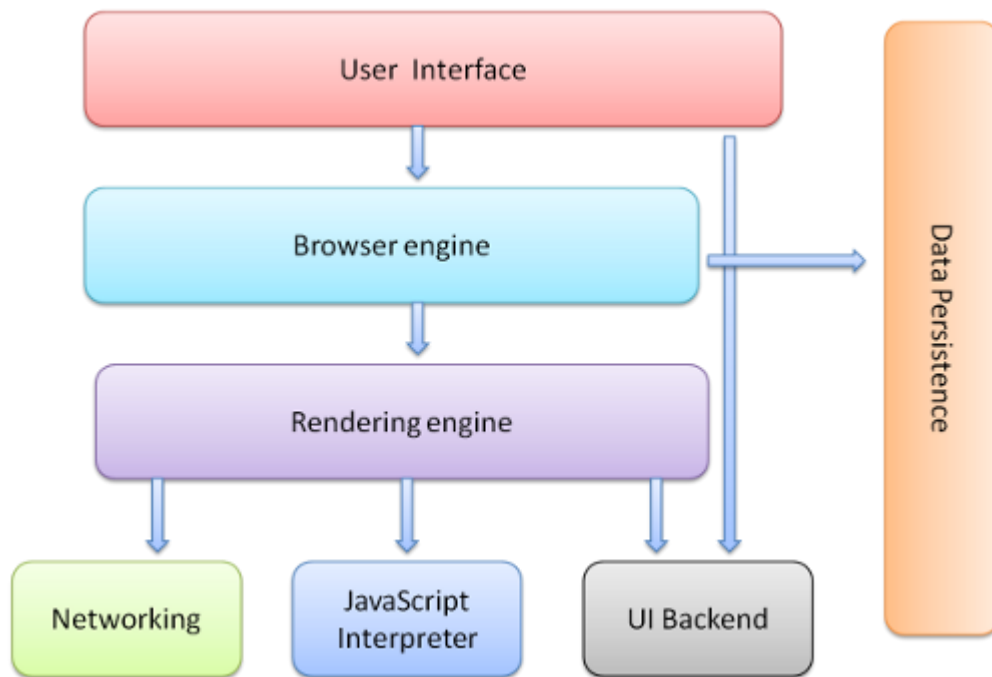 User Interface
Browser engine
Data Persistence
Rendering engine
Networking
JavaScript
Interpreter
UI Backend